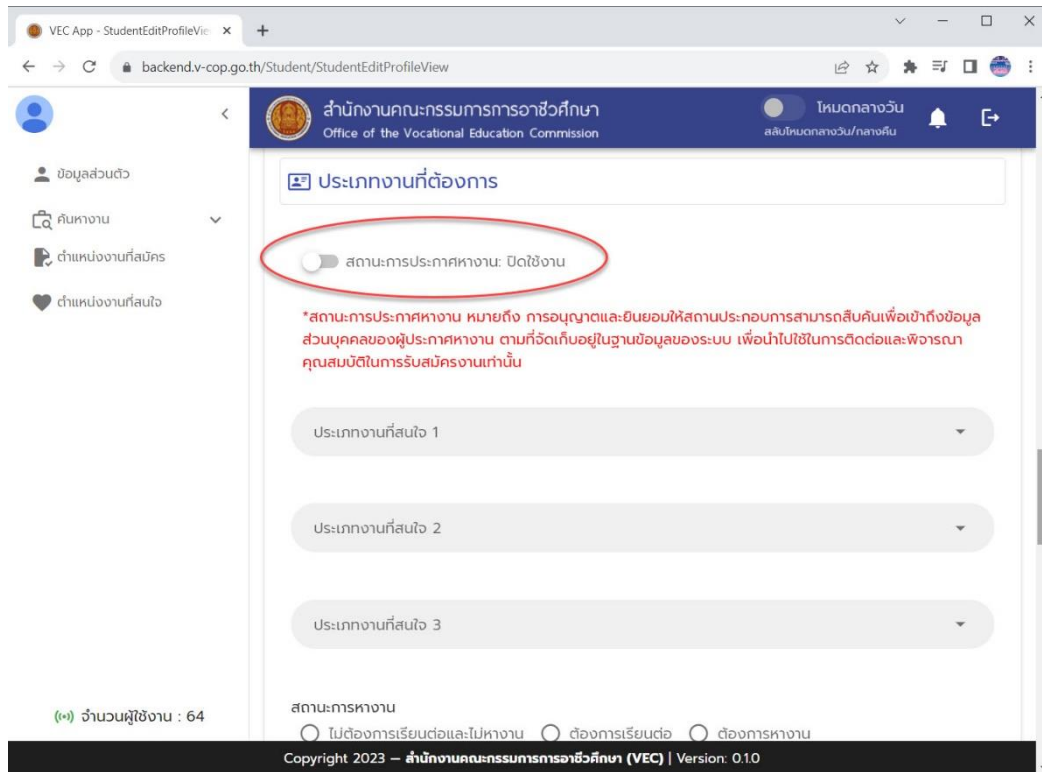 VEC App - StudentEditProfileVie
backend.v-cop.go.th/Student/StudentEditProfileView
สำนักงานคณะกรรมการการอาชีวศึกษา
Office of the Vocational Education Commission
โหมดกลางวัน
สลับโหมดกลางวัน/กลางคืน
ข้อมูลส่วนตัว
ค้นหางาน
ตำแหน่งงานที่สมัคร
ตำแหน่งงานที่สนใจ
ประเภทงานที่ต้องการ
สถานะการประกาศหางาน: ปิดใช้งาน
*สถานะการประกาศหางาน หมายถึง การอนุญาตและยินยอมให้สถานประกอบการสามารถสืบค้นเพื่อเข้าถึงข้อมูล
ส่วนบุคคลของผู้ประกาศหางาน ตามที่จัดเก็บอยู่ในฐานข้อมูลของระบบ เพื่อนำไปใช้ในการติดต่อและพิจารณา
คุณสมบัติในการรับสมัครงานเท่านั้น
ประเภทงานที่สนใจ 1
ประเภทงานที่สนใจ 2
ประเภทงานที่สนใจ 3
สถานะการหางาน
ไม่ต้องการเรียนต่อและไม่หางาน ต้องการเรียนต่อ ต้องการหางาน
จำนวนผู้ใช้งาน : 64
Copyright 2023 — สำนักงานคณะกรรมการการอาชีวศึกษา (VEC) | Version: 0.1.0